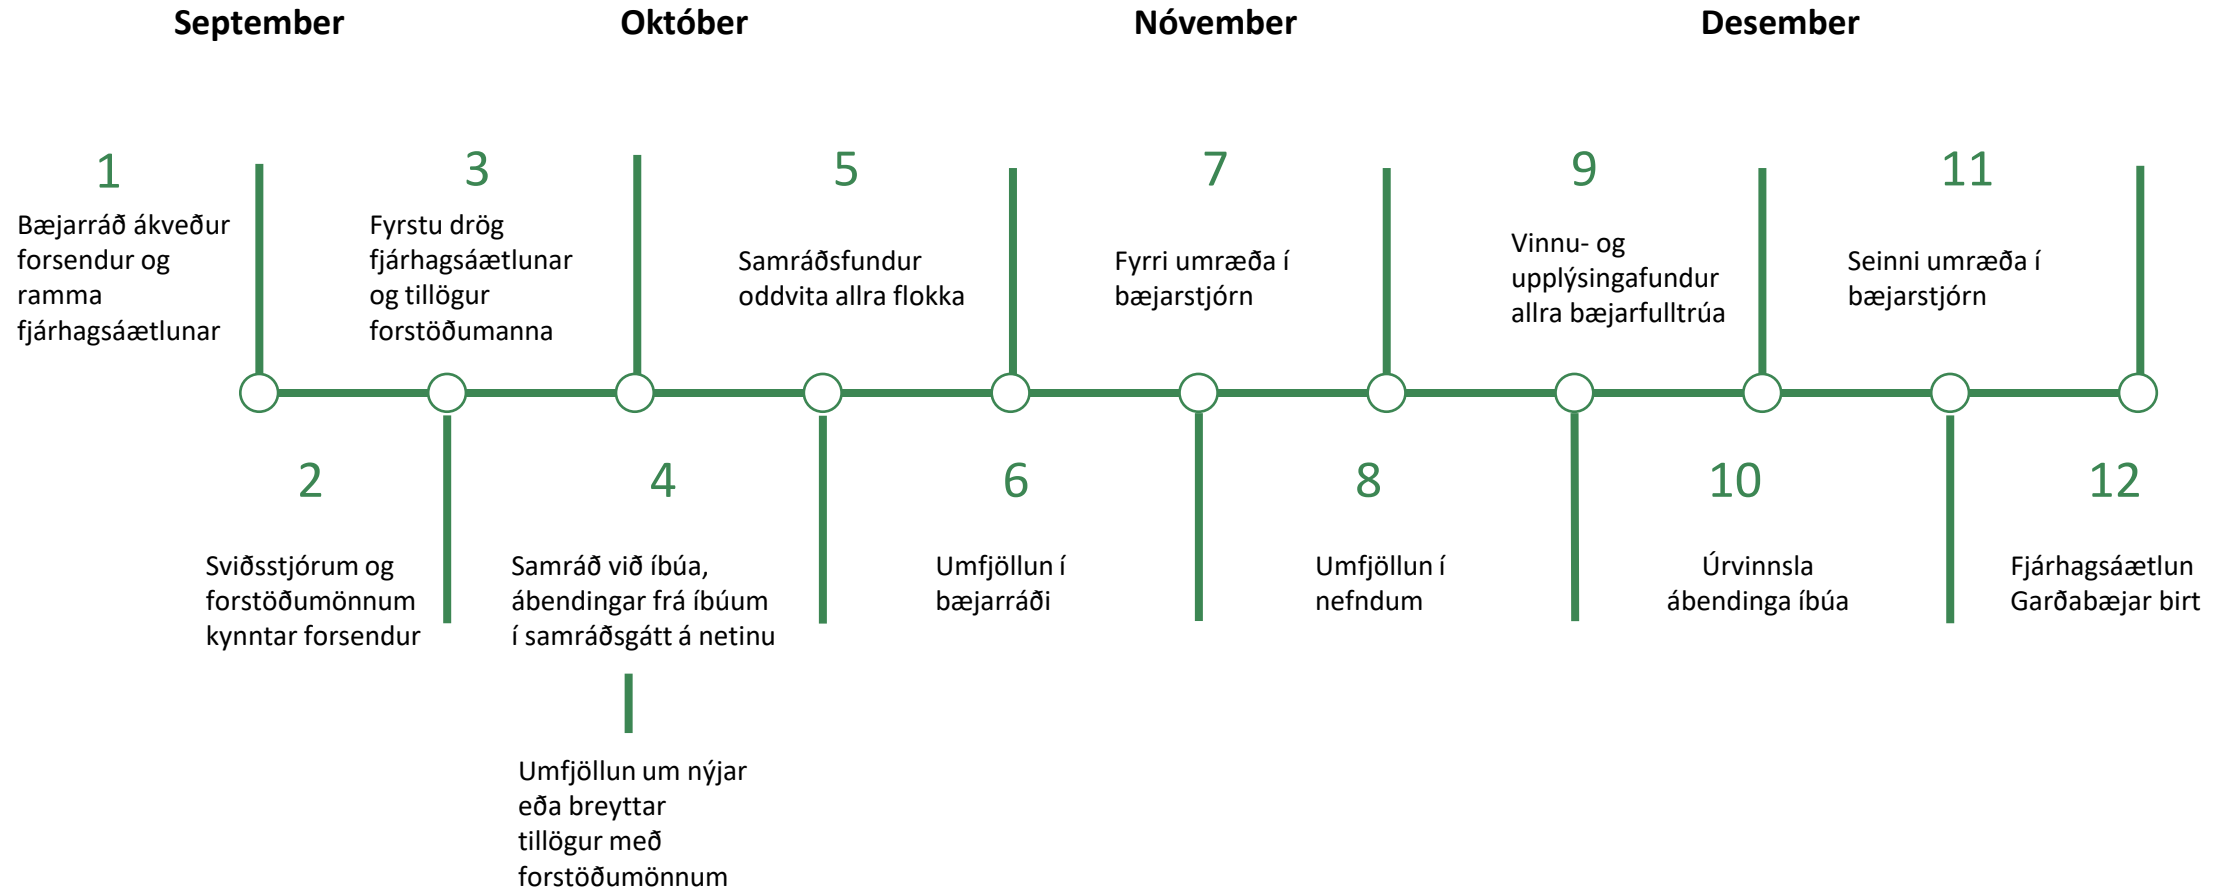 September
Október
Nóvember
Desember
1
Bæjarráð ákveður
forsendur og
ramma
fjárhagsáætlunar
2
Sviðsstjórum og
forstöðumönnum
kynntar forsendur
3
Fyrstu drög
fjárhagsáætlunar
og tillögur
forstöðumanna
4
Samráð við íbúa,
ábendingar frá íbúum
í samráðsgátt á netinu
Umfjöllun um nýjar
eða breyttar
tillögur með
forstöðumönnum
5
Samráðsfundur
oddvita allra flokka
6
Umfjöllun í
bæjarráði
7
Fyrri umræða í
bæjarstjórn
8
Umfjöllun í
nefndum
9
Vinnu- og
upplýsingafundur
allra bæjarfulltrúa
10
Úrvinnsla
ábendinga íbúa
11
Seinni umræða í
bæjarstjórn
12
Fjárhagsáætlun
Garðabæjar birt